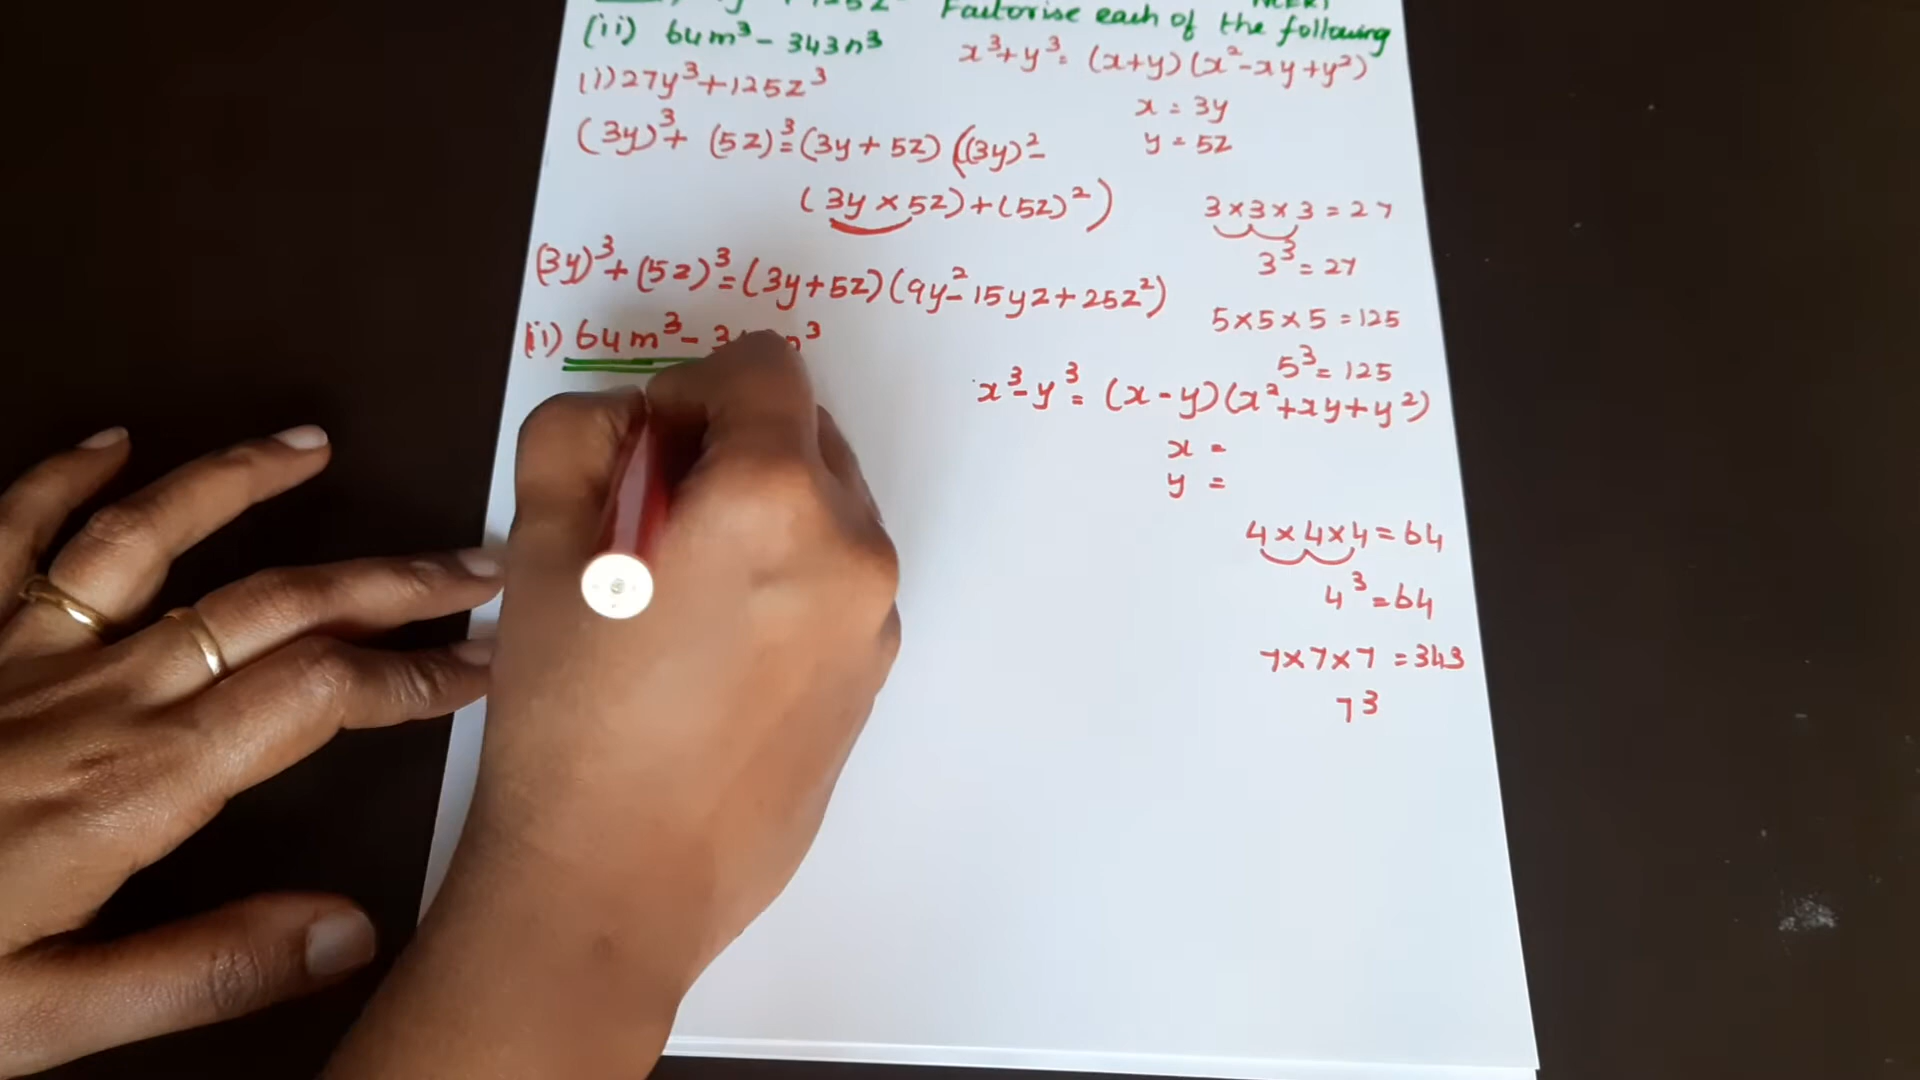 Factorise each of the following
(ii) 64m³ - 343n³
x³+y³= (x+y)(x²-xy+y²)
(i) 27y³+125z³
x = 3y
(3y)³+ (5z)³=(3y+5z)((3y)²-
y = 5z
(3y×5z)+(5z)²)
3×3×3=27
3³=27
(3y)³+(5z)³=(3y+5z)(9y²-15yz+25z²)
5×5×5=125
(ii) 64m³-
5³=125
x³-y³= (x-y)(x²+xy+y²)
x =
y =
4×4×4=64
4³=64
7×7×7=343
7³